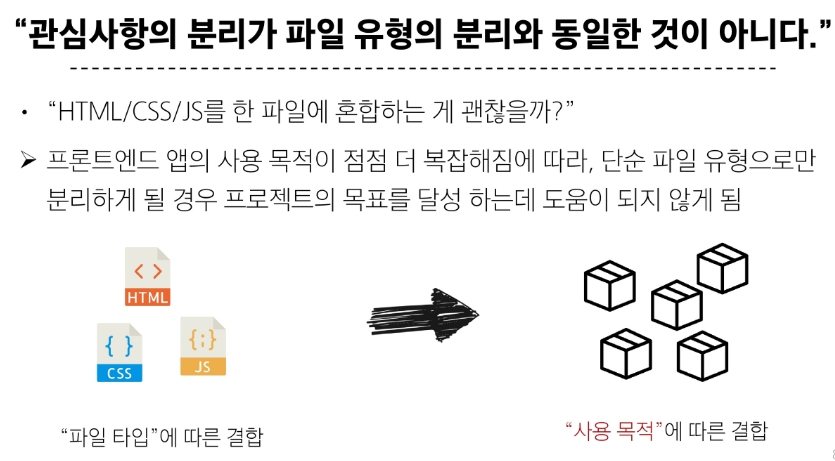 “관심사항의 분리가 파일 유형의 분리와 동일한 것이 아니다.”
• “HTML/CSS/JS를 한 파일에 혼합하는 게 괜찮을까?”
➢ 프론트엔드 앱의 사용 목적이 점점 더 복잡해짐에 따라, 단순 파일 유형으로만
분리하게 될 경우 프로젝트의 목표를 달성 하는데 도움이 되지 않게 됨
< >
HTML
{ }
CSS
{;}
JS
“파일 타입”에 따른 결합
“사용 목적”에 따른 결합